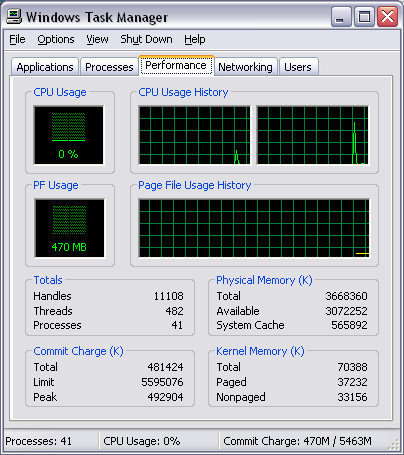 Windows Task Manager
File Options View Shut Down Help
Applications Processes Performance Networking Users
CPU Usage CPU Usage History
0 %
PF Usage Page File Usage History
470 MB
Totals Physical Memory (K)
Handles 11108 Total 3668360
Threads 482 Available 3072252
Processes 41 System Cache 565892
Commit Charge (K) Kernel Memory (K)
Total 481424 Total 70388
Limit 5595076 Paged 37232
Peak 492904 Nonpaged 33156
Processes: 41 CPU Usage: 0% Commit Charge: 470M / 5463M